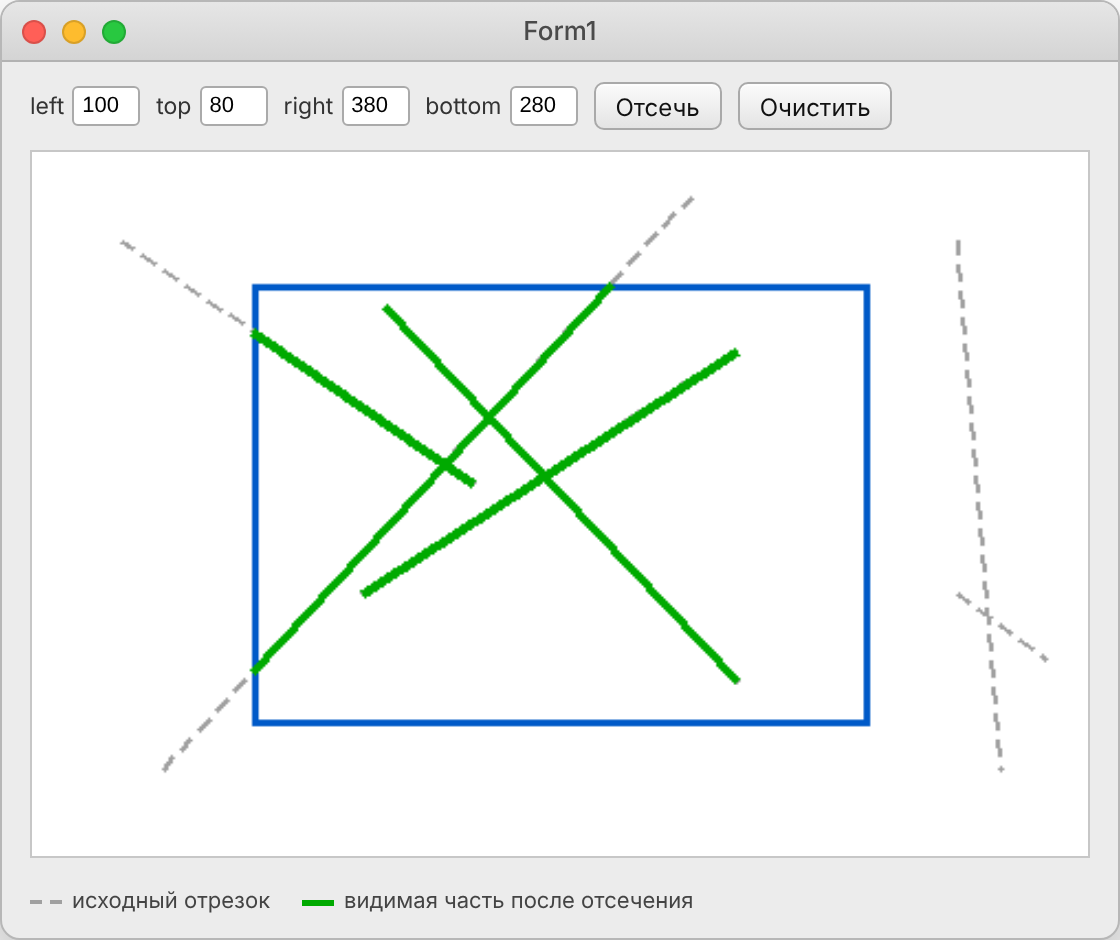 Form1
left 100 top 80 right 380 bottom 280 Отсечь Очистить
исходный отрезок видимая часть после отсечения